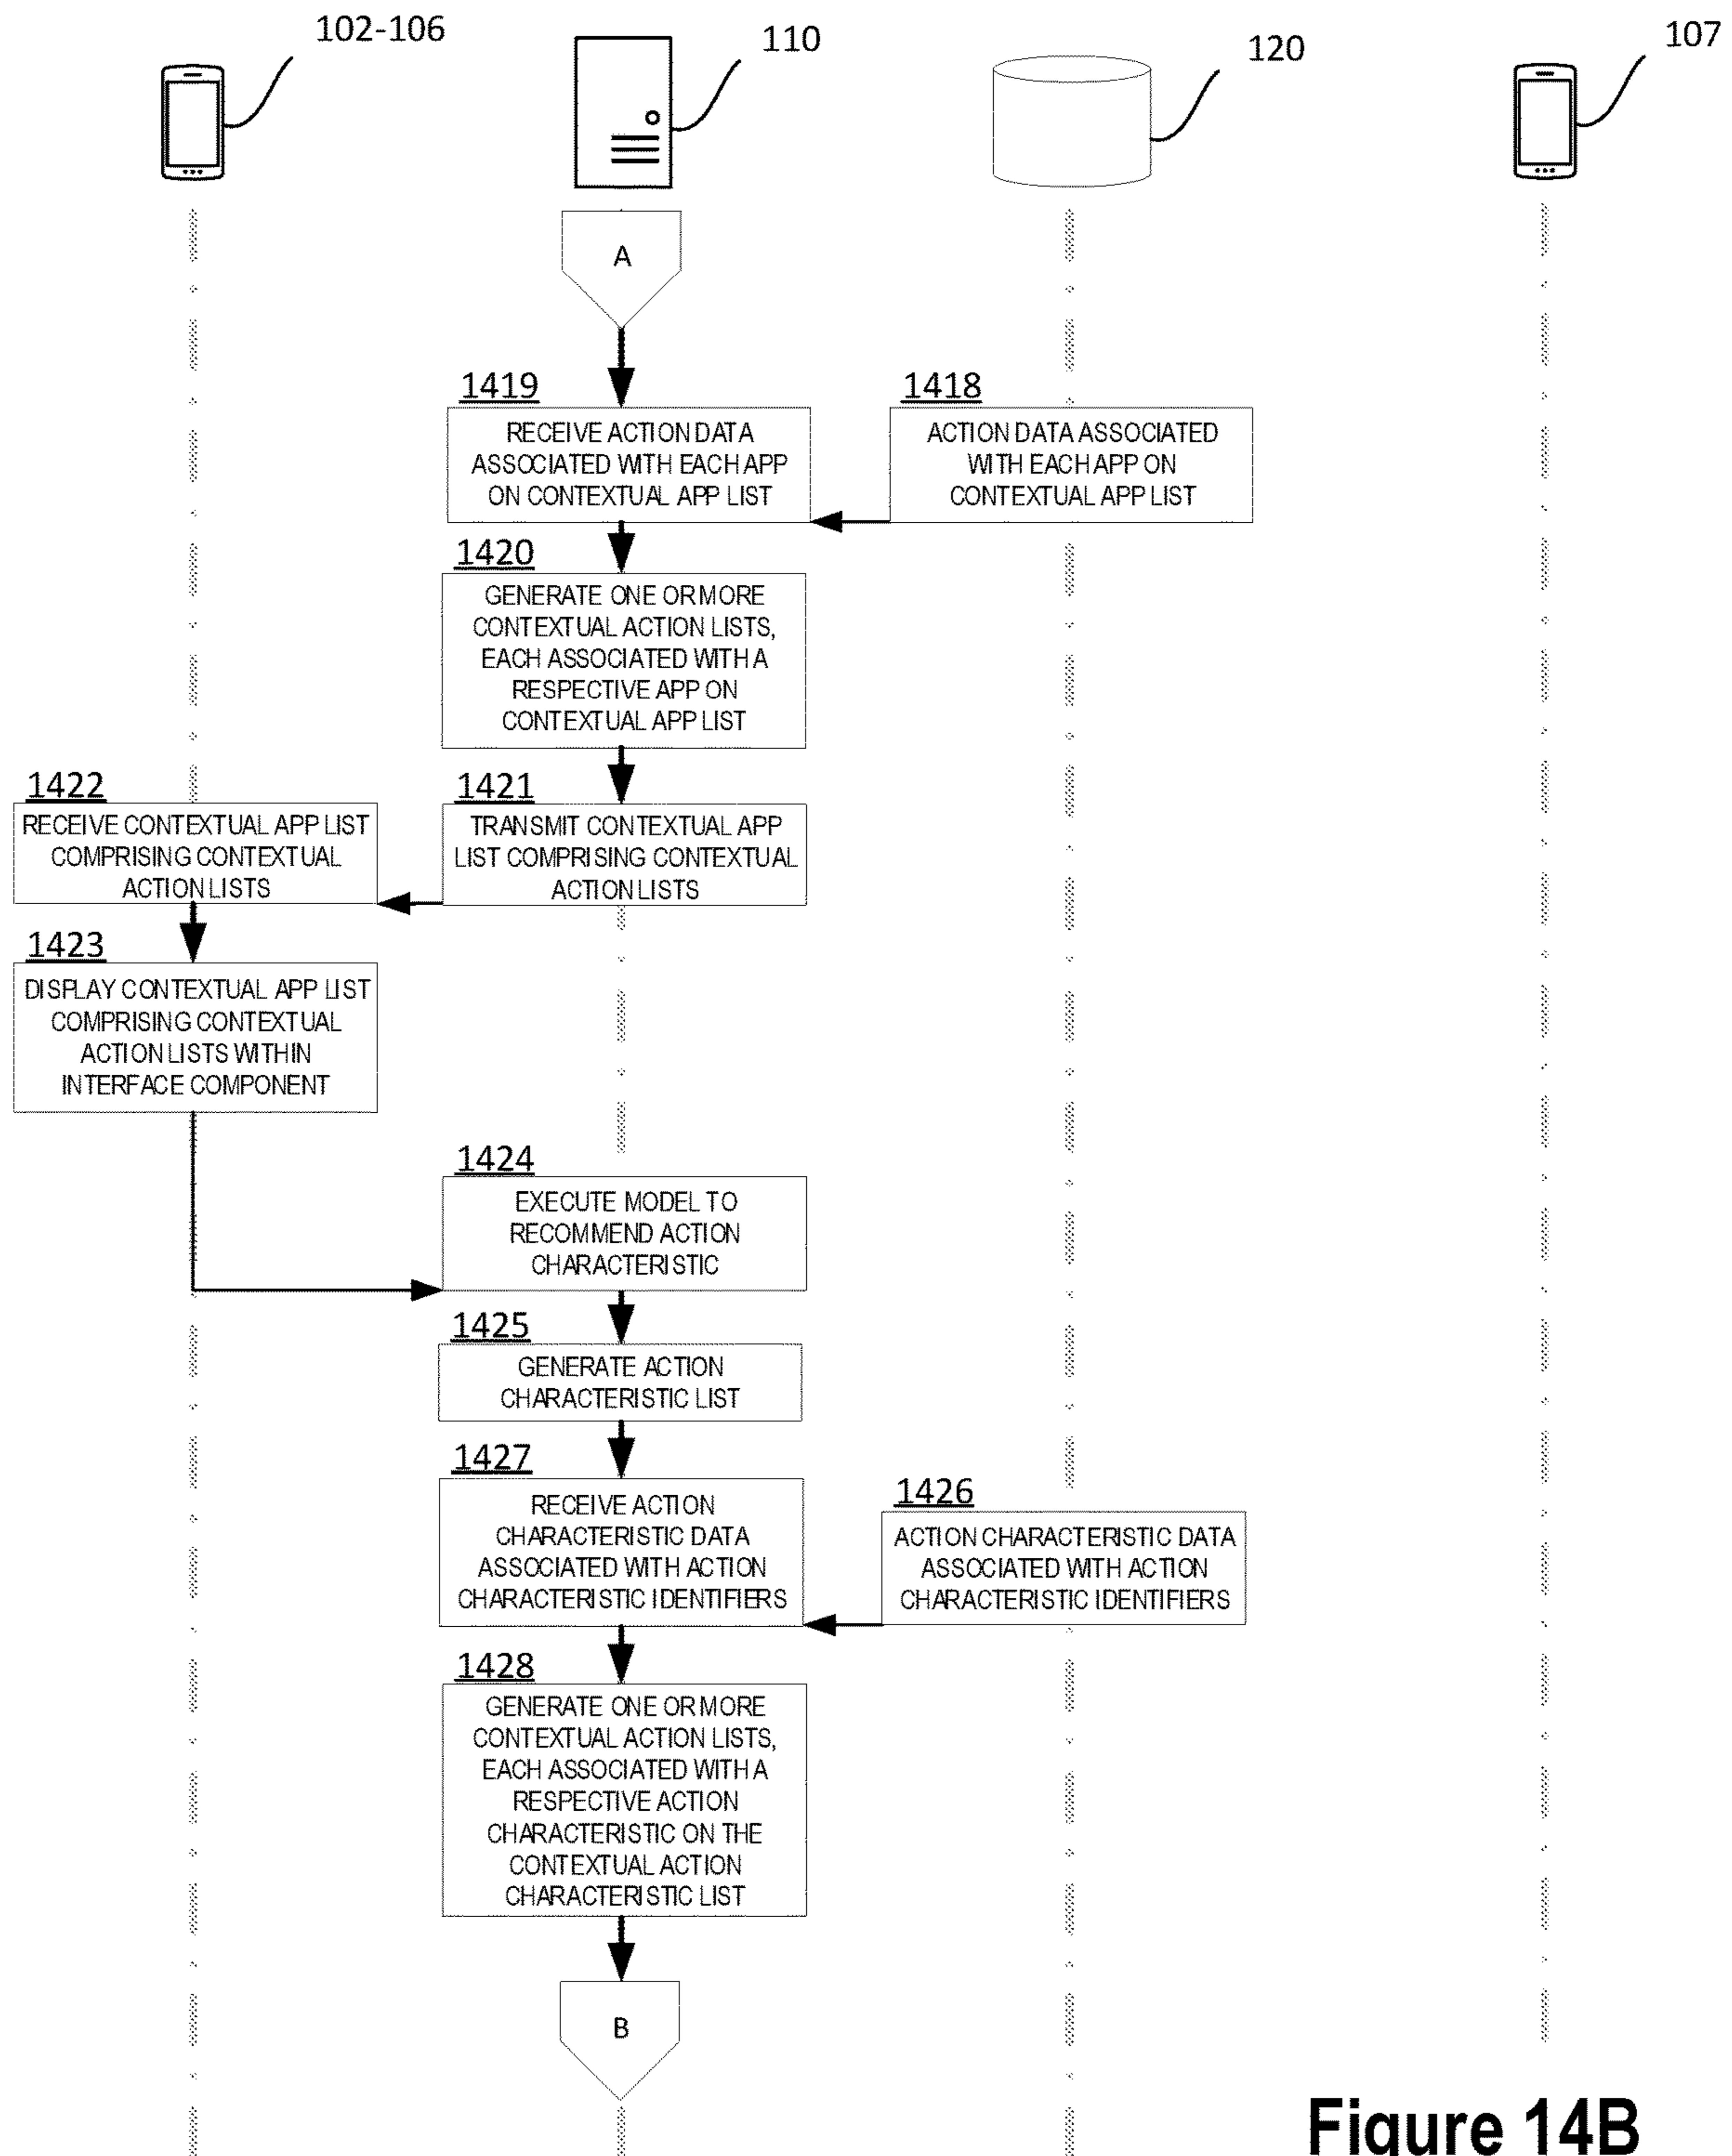 102-106
110
120
107
A
1419
RECEIVE ACTION DATA
ASSOCIATED WITH EACH APP
ON CONTEXTUAL APP LIST
1418
ACTION DATA ASSOCIATED
WITH EACH APP ON
CONTEXTUAL APP LIST
1420
GENERATE ONE OR MORE
CONTEXTUAL ACTION LISTS,
EACH ASSOCIATED WITH A
RESPECTIVE APP ON
CONTEXTUAL APP LIST
1422
RECEIVE CONTEXTUAL APP LIST
COMPRISING CONTEXTUAL
ACTION LISTS
1421
TRANSMIT CONTEXTUAL APP
LIST COMPRISING CONTEXTUAL
ACTION LISTS
1423
DISPLAY CONTEXTUAL APP LIST
COMPRISING CONTEXTUAL
ACTION LISTS WITHIN
INTERFACE COMPONENT
1424
EXECUTE MODEL TO
RECOMMEND ACTION
CHARACTERISTIC
1425
GENERATE ACTION
CHARACTERISTIC LIST
1427
RECEIVE ACTION
CHARACTERISTIC DATA
ASSOCIATED WITH ACTION
CHARACTERISTIC IDENTIFIERS
1426
ACTION CHARACTERISTIC DATA
ASSOCIATED WITH ACTION
CHARACTERISTIC IDENTIFIERS
1428
GENERATE ONE OR MORE
CONTEXTUAL ACTION LISTS,
EACH ASSOCIATED WITH A
RESPECTIVE ACTION
CHARACTERISTIC ON THE
CONTEXTUAL ACTION
CHARACTERISTIC LIST
B
Figure 14B